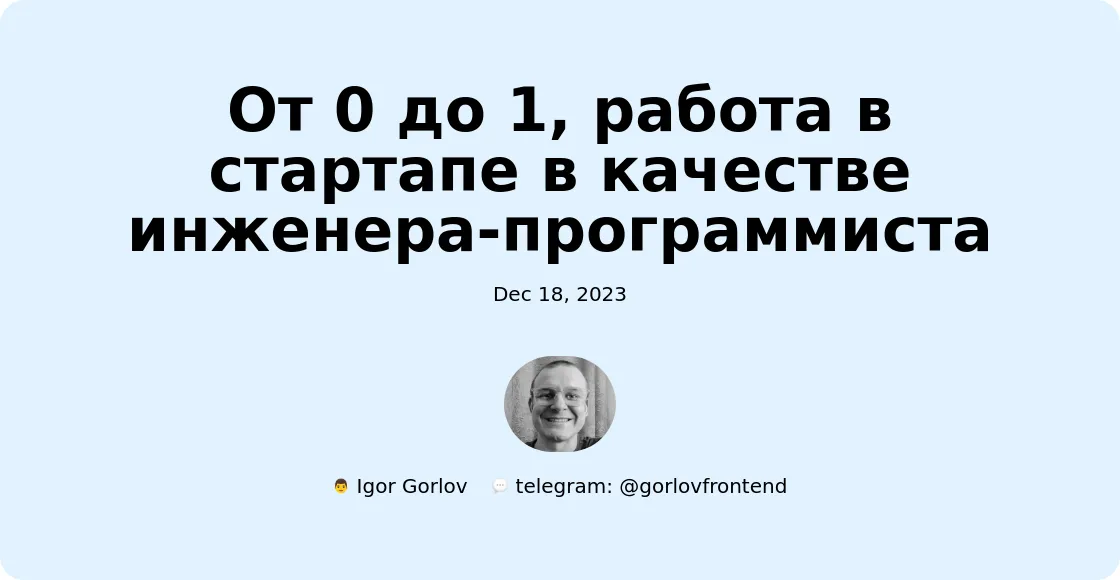 От 0 до 1, работа в
стартапе в качестве
инженера-программиста
Dec 18, 2023
Igor Gorlov telegram: @gorlovfrontend